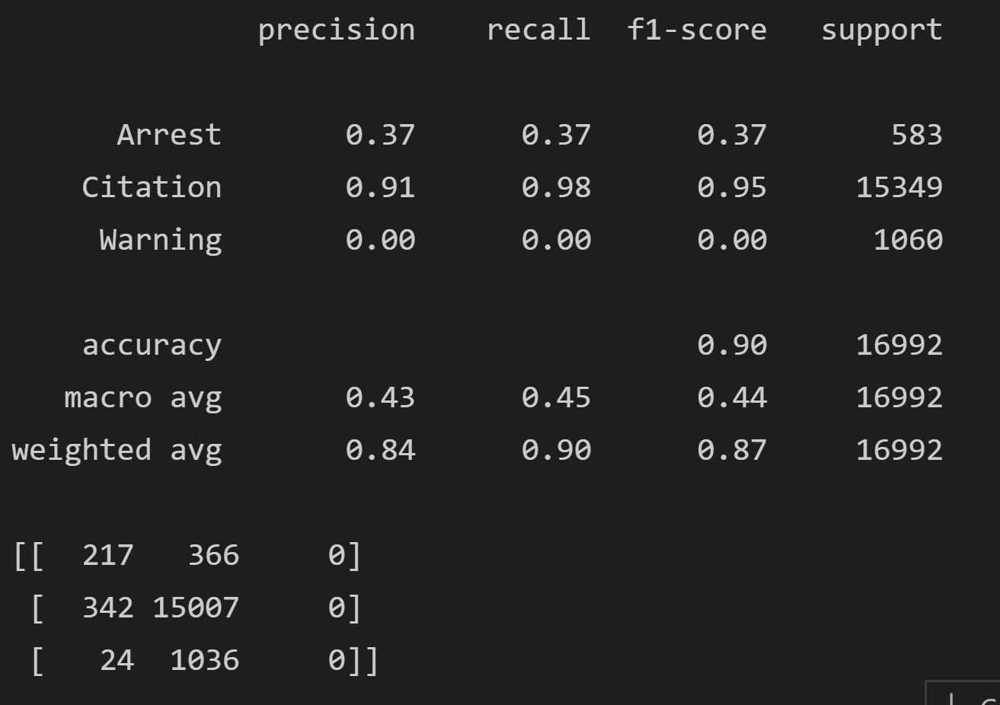 precision recall f1-score support
Arrest 0.37 0.37 0.37 583
Citation 0.91 0.98 0.95 15349
Warning 0.00 0.00 0.00 1060
accuracy 0.90 16992
macro avg 0.43 0.45 0.44 16992
weighted avg 0.84 0.90 0.87 16992
[[ 217 366 0]
[ 342 15007 0]
[ 24 1036 0]]